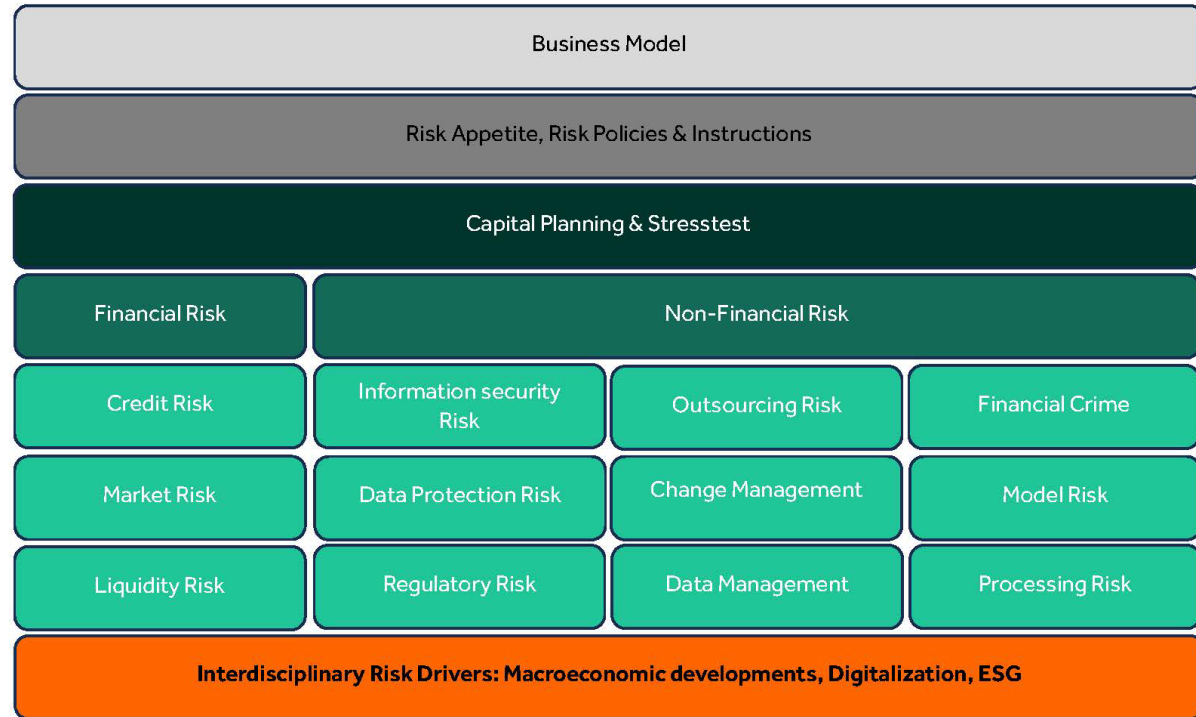 Business Model
Risk Appetite, Risk Policies & Instructions
Capital Planning & Stresstest
Financial Risk
Non-Financial Risk
Credit Risk
Information security
Risk
Outsourcing Risk
Financial Crime
Market Risk
Data Protection Risk
Change Management
Model Risk
Liquidity Risk
Regulatory Risk
Data Management
Processing Risk
Interdisciplinary Risk Drivers: Macroeconomic developments, Digitalization, ESG